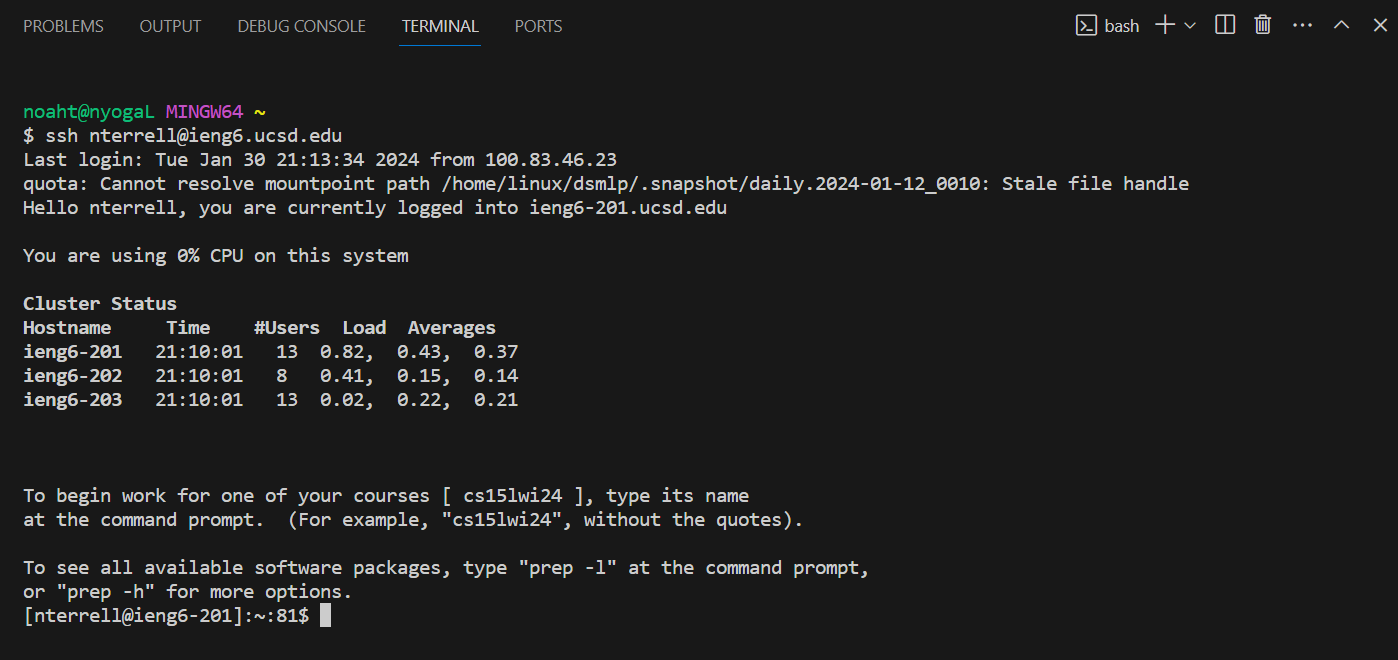 PROBLEMS OUTPUT DEBUG CONSOLE TERMINAL PORTS bash
noaht@nyogaL MINGW64 ~
$ ssh nterrell@ieng6.ucsd.edu
Last login: Tue Jan 30 21:13:34 2024 from 100.83.46.23
quota: Cannot resolve mountpoint path /home/linux/dsmlp/.snapshot/daily.2024-01-12_0010: Stale file handle
Hello nterrell, you are currently logged into ieng6-201.ucsd.edu
You are using 0% CPU on this system
Cluster Status
Hostname     Time    #Users  Load  Averages
ieng6-201   21:10:01   13  0.82,  0.43,  0.37
ieng6-202   21:10:01   8   0.41,  0.15,  0.14
ieng6-203   21:10:01   13  0.02,  0.22,  0.21
To begin work for one of your courses [ cs15lwi24 ], type its name
at the command prompt.  (For example, "cs15lwi24", without the quotes).
To see all available software packages, type "prep -l" at the command prompt,
or "prep -h" for more options.
[nterrell@ieng6-201]:~:81$